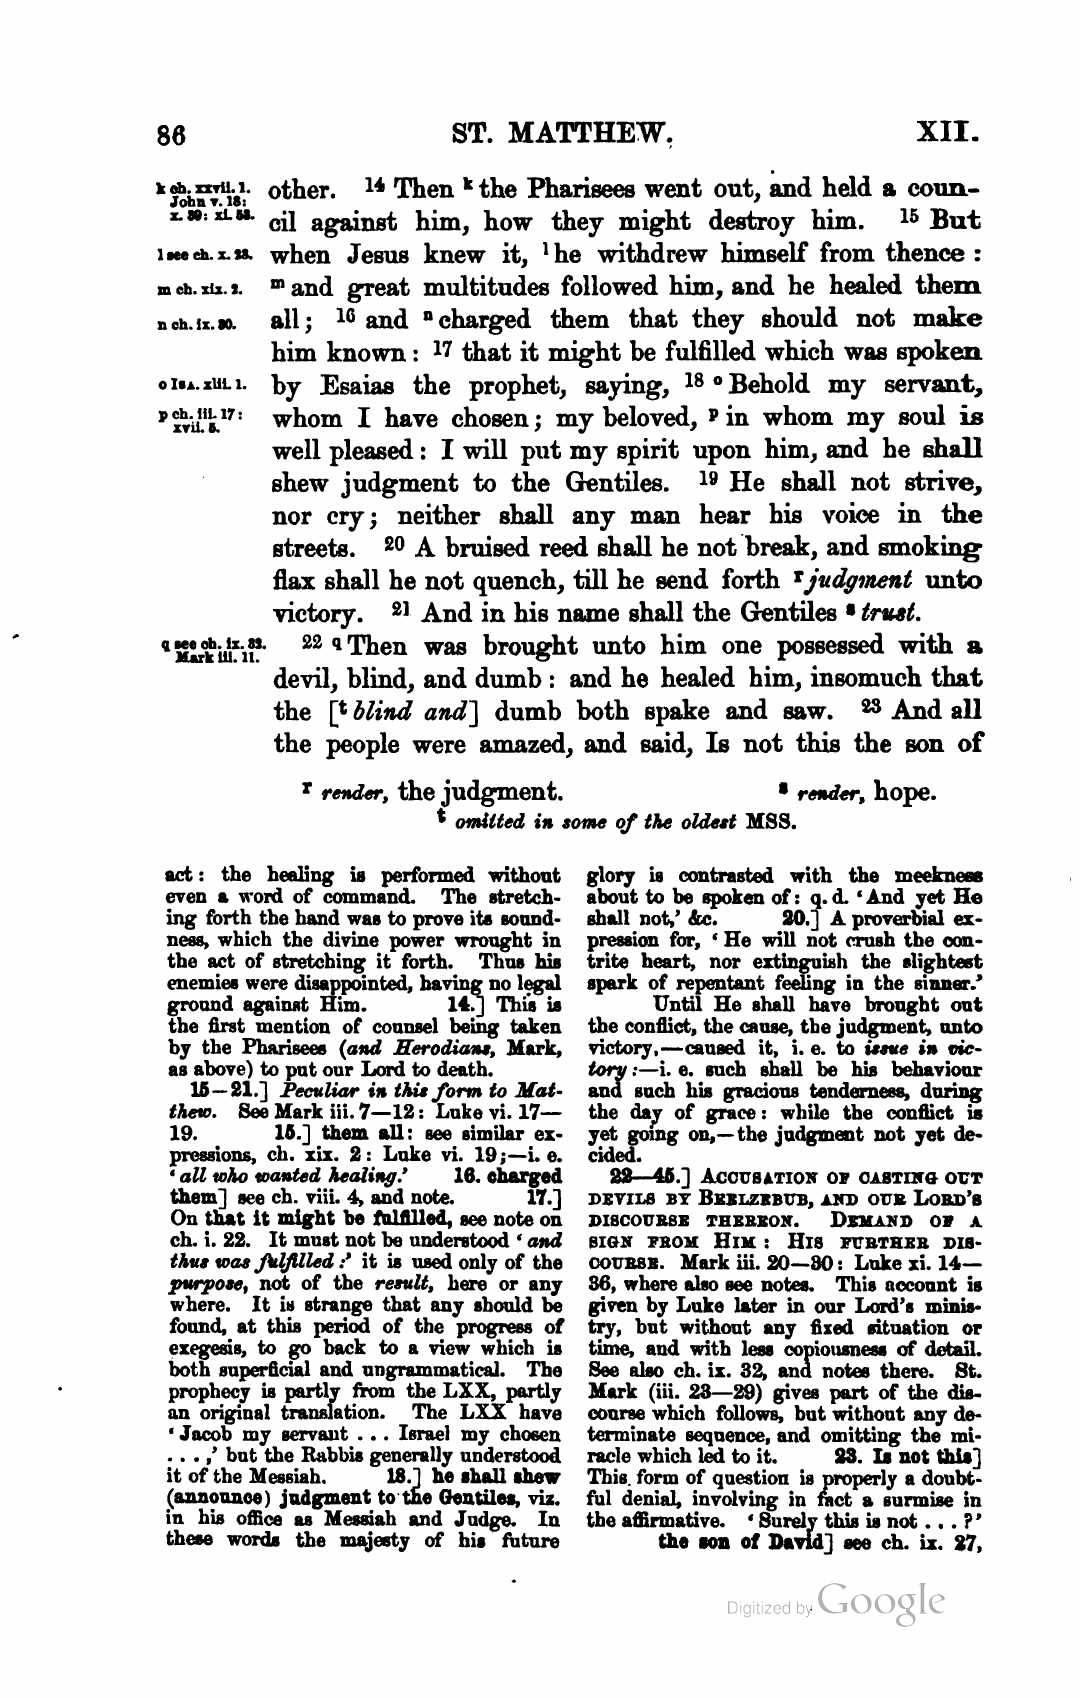 86 ST. MATTHEW. XII.
k ch. xxvii. 1.
John v. 18:
x. 39: xi. 53.
l see ch. x. 23.
m ch. xix. 2.
n ch. ix. 30.
o ISA. xlii. 1.
p ch. iii. 17:
xvii. 5.
q see ch. ix. 32.
Mark iii. 11.
other. 14 Then k the Pharisees went out, and held a coun-
cil against him, how they might destroy him. 15 But
when Jesus knew it, l he withdrew himself from thence :
m and great multitudes followed him, and he healed them
all ; 16 and n charged them that they should not make
him known : 17 that it might be fulfilled which was spoken
by Esaias the prophet, saying, 18 o Behold my servant,
whom I have chosen ; my beloved, p in whom my soul is
well pleased : I will put my spirit upon him, and he shall
shew judgment to the Gentiles. 19 He shall not strive,
nor cry ; neither shall any man hear his voice in the
streets. 20 A bruised reed shall he not break, and smoking
flax shall he not quench, till he send forth r judgment unto
victory. 21 And in his name shall the Gentiles s trust.
22 q Then was brought unto him one possessed with a
devil, blind, and dumb : and he healed him, insomuch that
the [t blind and] dumb both spake and saw. 23 And all
the people were amazed, and said, Is not this the son of
r render, the judgment. s render, hope.
t omitted in some of the oldest MSS.
act : the healing is performed without
even a word of command. The stretch-
ing forth the hand was to prove its sound-
ness, which the divine power wrought in
the act of stretching it forth. Thus his
enemies were disappointed, having no legal
ground against Him. 14.] This is
the first mention of counsel being taken
by the Pharisees (and Herodians, Mark,
as above) to put our Lord to death.
15—21.] Peculiar in this form to Mat-
thew. See Mark iii. 7—12 : Luke vi. 17—
19. 15.] them all : see similar ex-
pressions, ch. xix. 2 : Luke vi. 19 ;—i. e.
‘all who wanted healing.’ 16. charged
them] see ch. viii. 4, and note. 17.]
On that it might be fulfilled, see note on
ch. i. 22. It must not be understood ‘and
thus was fulfilled :’ it is used only of the
purpose, not of the result, here or any
where. It is strange that any should be
found, at this period of the progress of
exegesis, to go back to a view which is
both superficial and ungrammatical. The
prophecy is partly from the LXX, partly
an original translation. The LXX have
‘Jacob my servant . . . Israel my chosen
. . . ,’ but the Rabbis generally understood
it of the Messiah. 18.] he shall shew
(announce) judgment to the Gentiles, viz.
in his office as Messiah and Judge. In
these words the majesty of his future
glory is contrasted with the meekness
about to be spoken of : q. d. ‘And yet He
shall not,’ &c. 20.] A proverbial ex-
pression for, ‘He will not crush the con-
trite heart, nor extinguish the slightest
spark of repentant feeling in the sinner.’
Until He shall have brought out
the conflict, the cause, the judgment, unto
victory,—caused it, i. e. to issue in vic-
tory :—i. e. such shall be his behaviour
and such his gracious tenderness, during
the day of grace : while the conflict is
yet going on,—the judgment not yet de-
cided.
22—45.] ACCUSATION OF CASTING OUT
DEVILS BY BEELZEBUB, AND OUR LORD'S
DISCOURSE THEREON. DEMAND OF A
SIGN FROM HIM : HIS FURTHER DIS-
COURSE. Mark iii. 20—30 : Luke xi. 14—
36, where also see notes. This account is
given by Luke later in our Lord's minis-
try, but without any fixed situation or
time, and with less copiousness of detail.
See also ch. ix. 32, and notes there. St.
Mark (iii. 23—29) gives part of the dis-
course which follows, but without any de-
terminate sequence, and omitting the mi-
racle which led to it. 23. Is not this]
This form of question is properly a doubt-
ful denial, involving in fact a surmise in
the affirmative. ‘Surely this is not . . . ?’
the son of David] see ch. ix. 27,
Digitized by Google